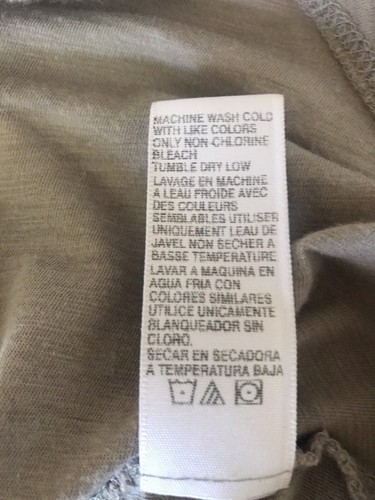 MACHINE WASH COLD
WITH LIKE COLORS
ONLY NON-CHLORINE
BLEACH
TUMBLE DRY LOW
LAVAGE EN MACHINE
A LEAU FROIDE AVEC
DES COULEURS
SEMBLABLES UTILISER
UNIQUEMENT LEAU DE
JAVEL NON SECHER A
BASSE TEMPERATURE
LAVAR A MAQUINA EN
AGUA FRIA CON
COLORES SIMILARES
UTILICE UNICAMENTE
BLANQUEADOR SIN
CLORO.
SECAR EN SECADORA
A TEMPERATURA BAJA